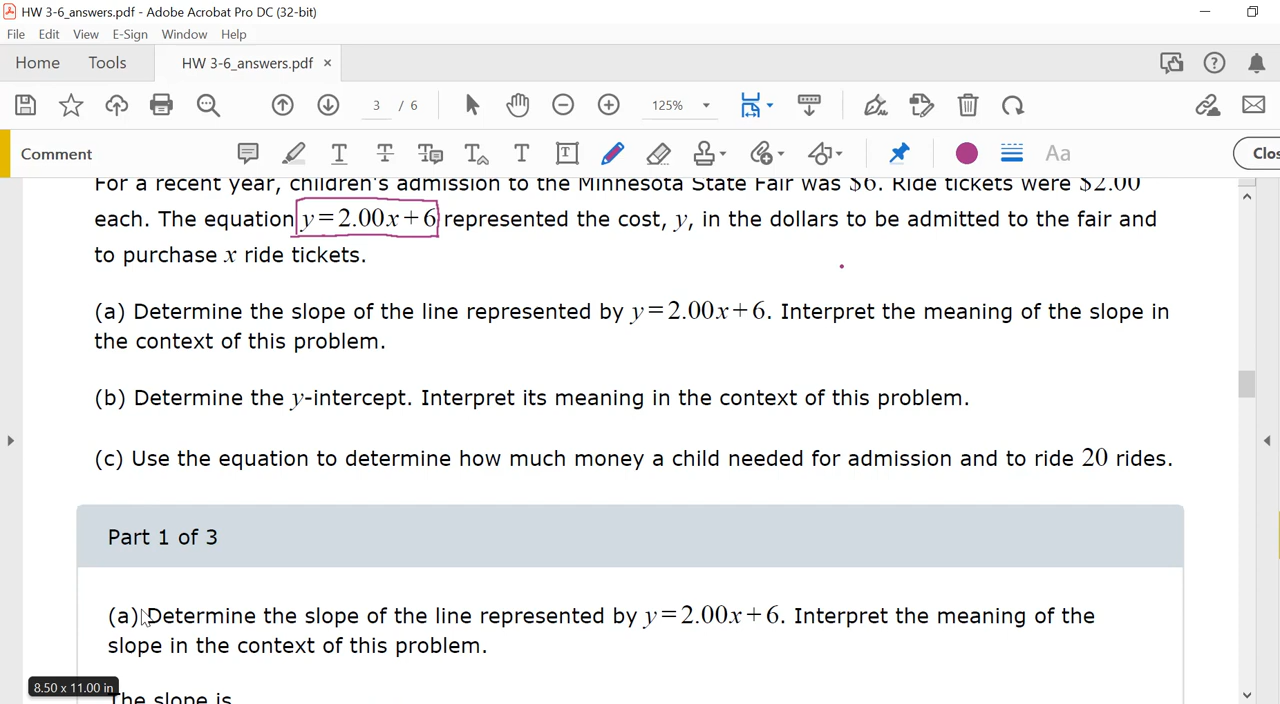 HW 3-6_answers.pdf - Adobe Acrobat Pro DC (32-bit)
File Edit View E-Sign Window Help
Home Tools HW 3-6_answers.pdf ×
3 / 6 125%
Comment T T T T T T Aa Clos
For a recent year, children's admission to the Minnesota State Fair was $6. Ride tickets were $2.00
each. The equation y=2.00x+6 represented the cost, y, in the dollars to be admitted to the fair and
to purchase x ride tickets.
(a) Determine the slope of the line represented by y=2.00x+6. Interpret the meaning of the slope in
the context of this problem.
(b) Determine the y-intercept. Interpret its meaning in the context of this problem.
(c) Use the equation to determine how much money a child needed for admission and to ride 20 rides.
Part 1 of 3
(a) Determine the slope of the line represented by y=2.00x+6. Interpret the meaning of the
slope in the context of this problem.
8.50 x 11.00 in
The slope is